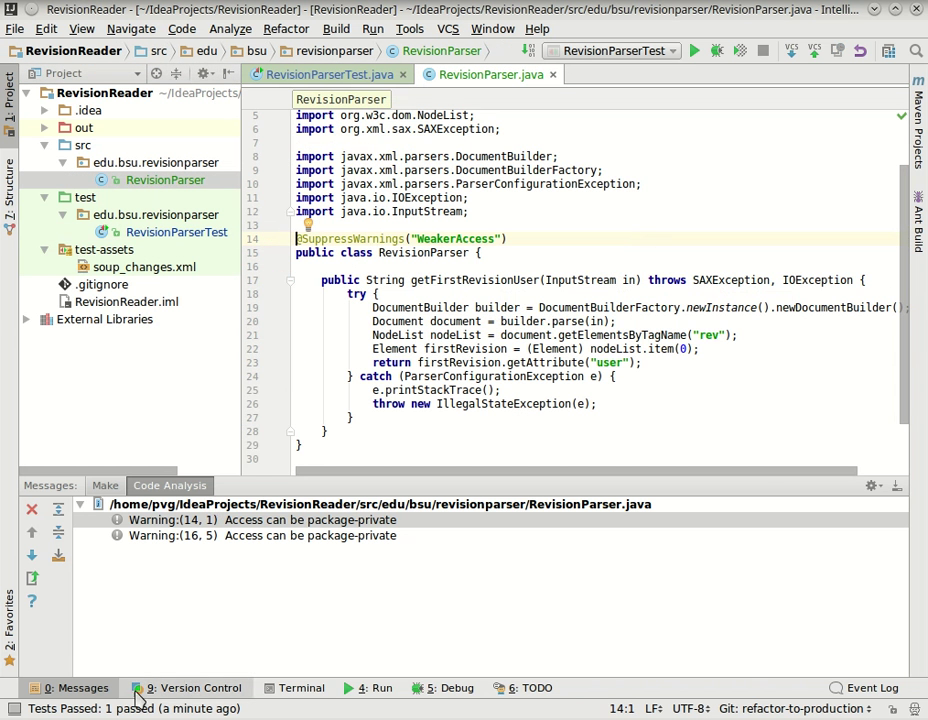 RevisionReader - [~/IdeaProjects/RevisionReader] - [RevisionReader] - ~/IdeaProjects/RevisionReader/src/edu/bsu/revisionparser/RevisionParser.java - Intelli...
File Edit View Navigate Code Analyze Refactor Build Run Tools VCS Window Help
RevisionReader src edu bsu revisionparser RevisionParser RevisionParserTest VCS VCS
Project RevisionParserTest.java RevisionParser.java
RevisionReader ~/IdeaProjects/
.idea
out
src
edu.bsu.revisionparser
RevisionParser
test
edu.bsu.revisionparser
RevisionParserTest
test-assets
soup_changes.xml
.gitignore
RevisionReader.iml
External Libraries
1: Project
7: Structure
2: Favorites
RevisionParser
5 import org.w3c.dom.NodeList;
6 import org.xml.sax.SAXException;
7
8 import javax.xml.parsers.DocumentBuilder;
9 import javax.xml.parsers.DocumentBuilderFactory;
10 import javax.xml.parsers.ParserConfigurationException;
11 import java.io.IOException;
12 import java.io.InputStream;
13
14 @SuppressWarnings("WeakerAccess")
15 public class RevisionParser {
16
17 public String getFirstRevisionUser(InputStream in) throws SAXException, IOException {
18 try {
19 DocumentBuilder builder = DocumentBuilderFactory.newInstance().newDocumentBuilder();
20 Document document = builder.parse(in);
21 NodeList nodeList = document.getElementsByTagName("rev");
22 Element firstRevision = (Element) nodeList.item(0);
23 return firstRevision.getAttribute("user");
24 } catch (ParserConfigurationException e) {
25 e.printStackTrace();
26 throw new IllegalStateException(e);
27 }
28 }
29 }
30
Maven Projects
Ant Build
Messages: Make Code Analysis
/home/pvg/IdeaProjects/RevisionReader/src/edu/bsu/revisionparser/RevisionParser.java
Warning:(14, 1) Access can be package-private
Warning:(16, 5) Access can be package-private
0: Messages 9: Version Control Terminal 4: Run 5: Debug 6: TODO Event Log
Tests Passed: 1 passed (a minute ago) 14:1 LF UTF-8 Git: refactor-to-production